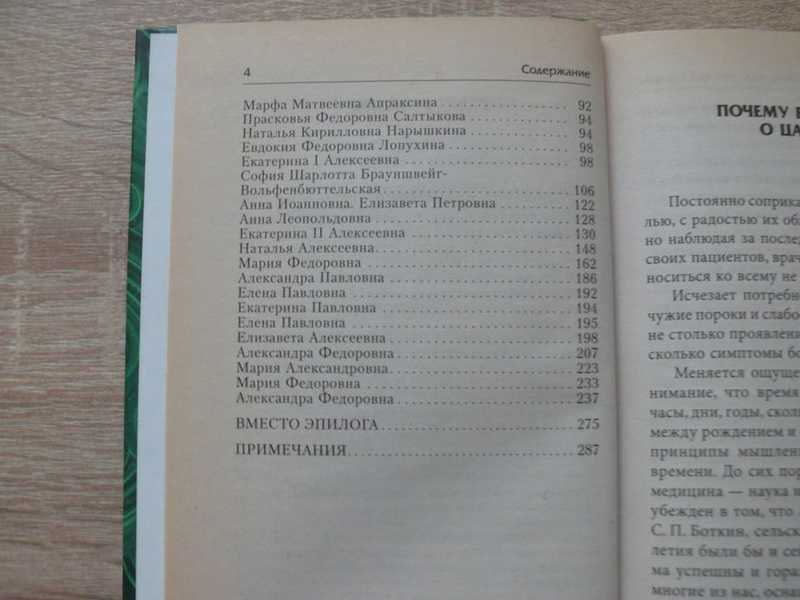 4 Содержание
Марфа Матвеевна Апраксина 92
Прасковья Федоровна Салтыкова 94
Наталья Кирилловна Нарышкина 94
Евдокия Федоровна Лопухина 98
Екатерина I Алексеевна 98
София Шарлотта Брауншвейг-
Вольфенбюттельская 106
Анна Иоанновна. Елизавета Петровна 122
Анна Леопольдовна 128
Екатерина II Алексеевна 130
Наталья Алексеевна 148
Мария Федоровна 162
Александра Павловна 186
Елена Павловна 192
Екатерина Павловна 194
Елена Павловна 195
Елизавета Алексеевна 198
Александра Федоровна 207
Мария Александровна 223
Мария Федоровна 233
Александра Федоровна 237
ВМЕСТО ЭПИЛОГА 275
ПРИМЕЧАНИЯ 287
ПОЧЕМУ
О ЦА
Постоянно соприка
лью, с радостью их об
но наблюдая за послед
своих пациентов, врач
носиться ко всему не
Исчезает потребн
чужие пороки и слабо
не столько проявлен
сколько симптомы бо
Меняется ощуще
нимание, что время
часы, дни, годы, скол
между рождением и
принципы мышлен
времени. До сих пор
медицина — наука и
убежден в том, что
С. П. Боткин, сельск
летия были бы и се
ма успешны и гора
многие из нас, осна